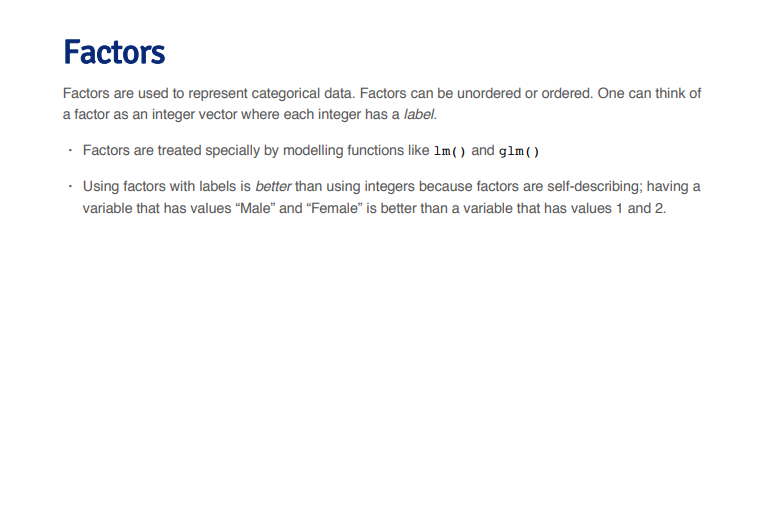 Factors
Factors are used to represent categorical data. Factors can be unordered or ordered. One can think of
a factor as an integer vector where each integer has a label.
· Factors are treated specially by modelling functions like lm() and glm()
· Using factors with labels is better than using integers because factors are self-describing; having a
variable that has values “Male” and “Female” is better than a variable that has values 1 and 2.